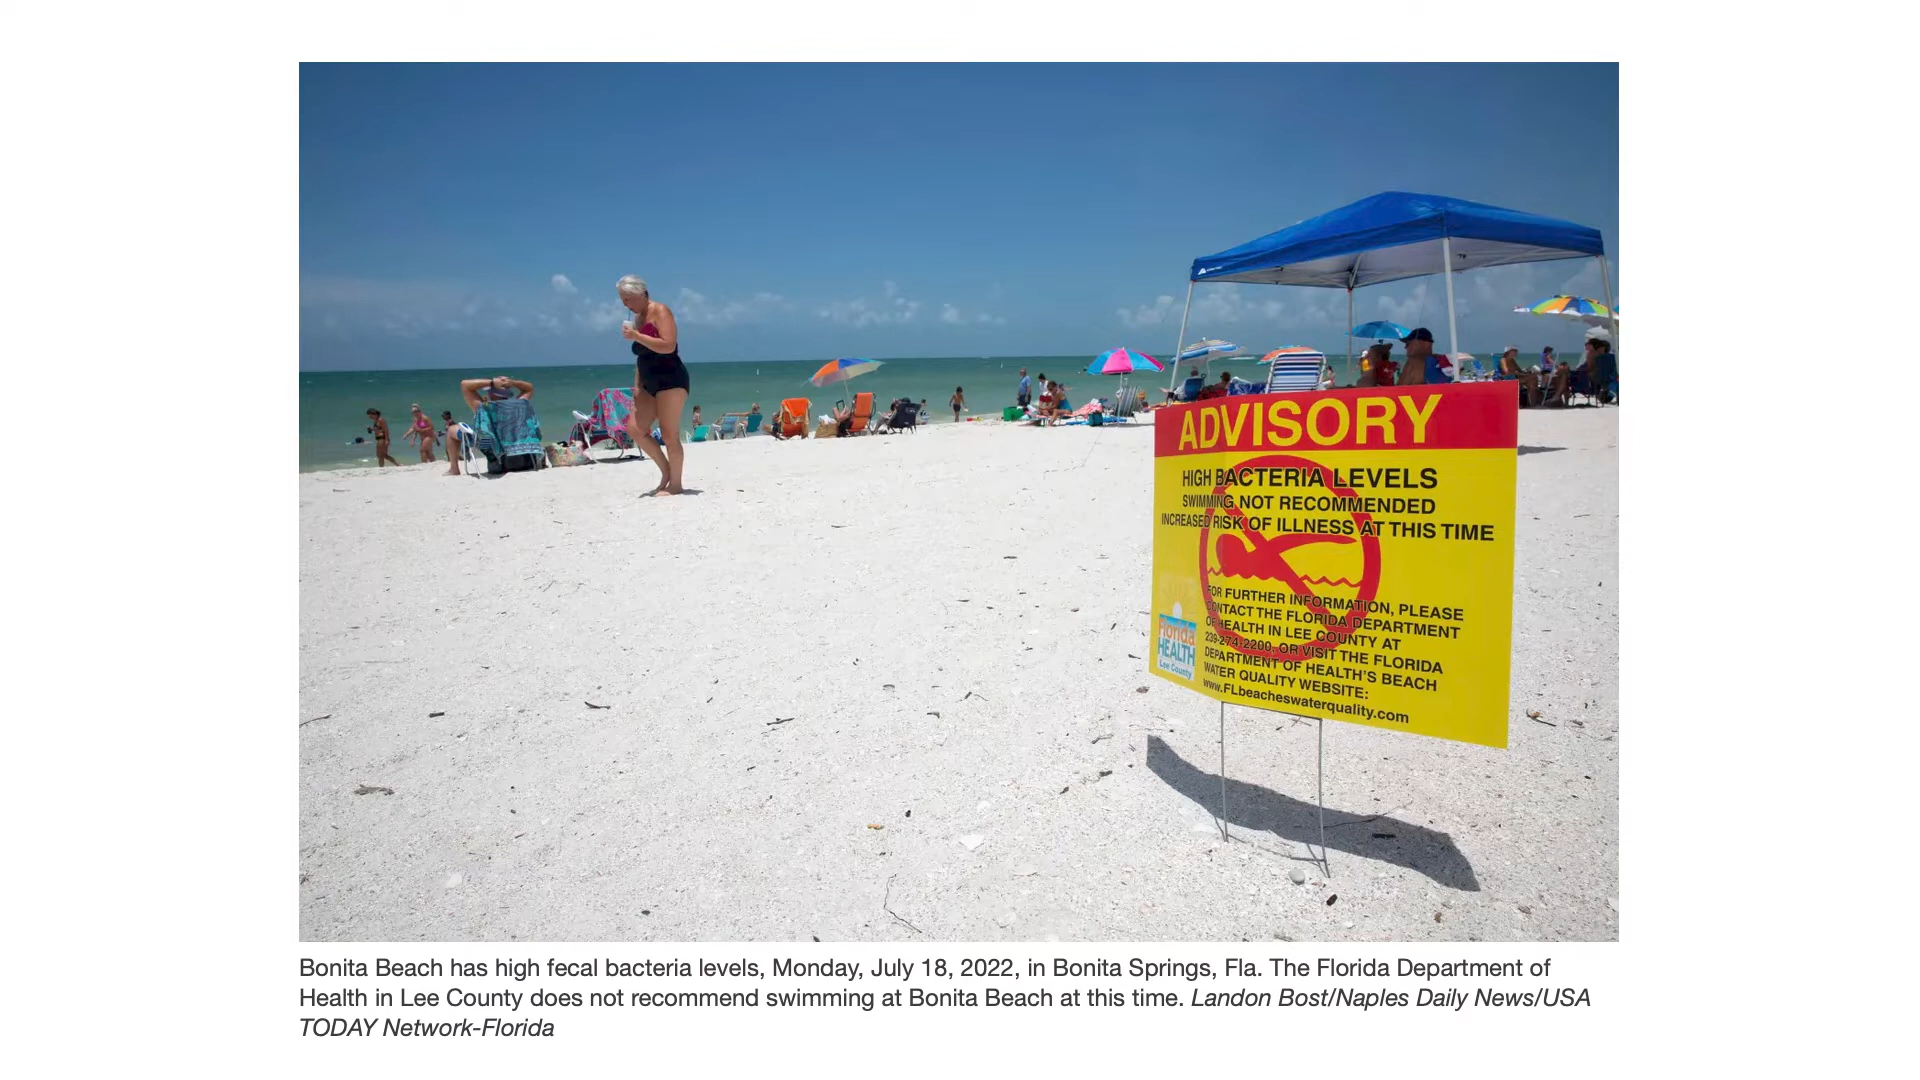 ADVISORY
HIGH BACTERIA LEVELS
SWIMMING NOT RECOMMENDED
INCREASED RISK OF ILLNESS AT THIS TIME
FOR FURTHER INFORMATION, PLEASE
CONTACT THE FLORIDA DEPARTMENT
OF HEALTH IN LEE COUNTY AT
239-274-2200, OR VISIT THE FLORIDA
DEPARTMENT OF HEALTH'S BEACH
WATER QUALITY WEBSITE:
www.FLbeacheswaterquality.com
Florida
HEALTH
Lee County
Bonita Beach has high fecal bacteria levels, Monday, July 18, 2022, in Bonita Springs, Fla. The Florida Department of
Health in Lee County does not recommend swimming at Bonita Beach at this time. Landon Bost/Naples Daily News/USA
TODAY Network-Florida